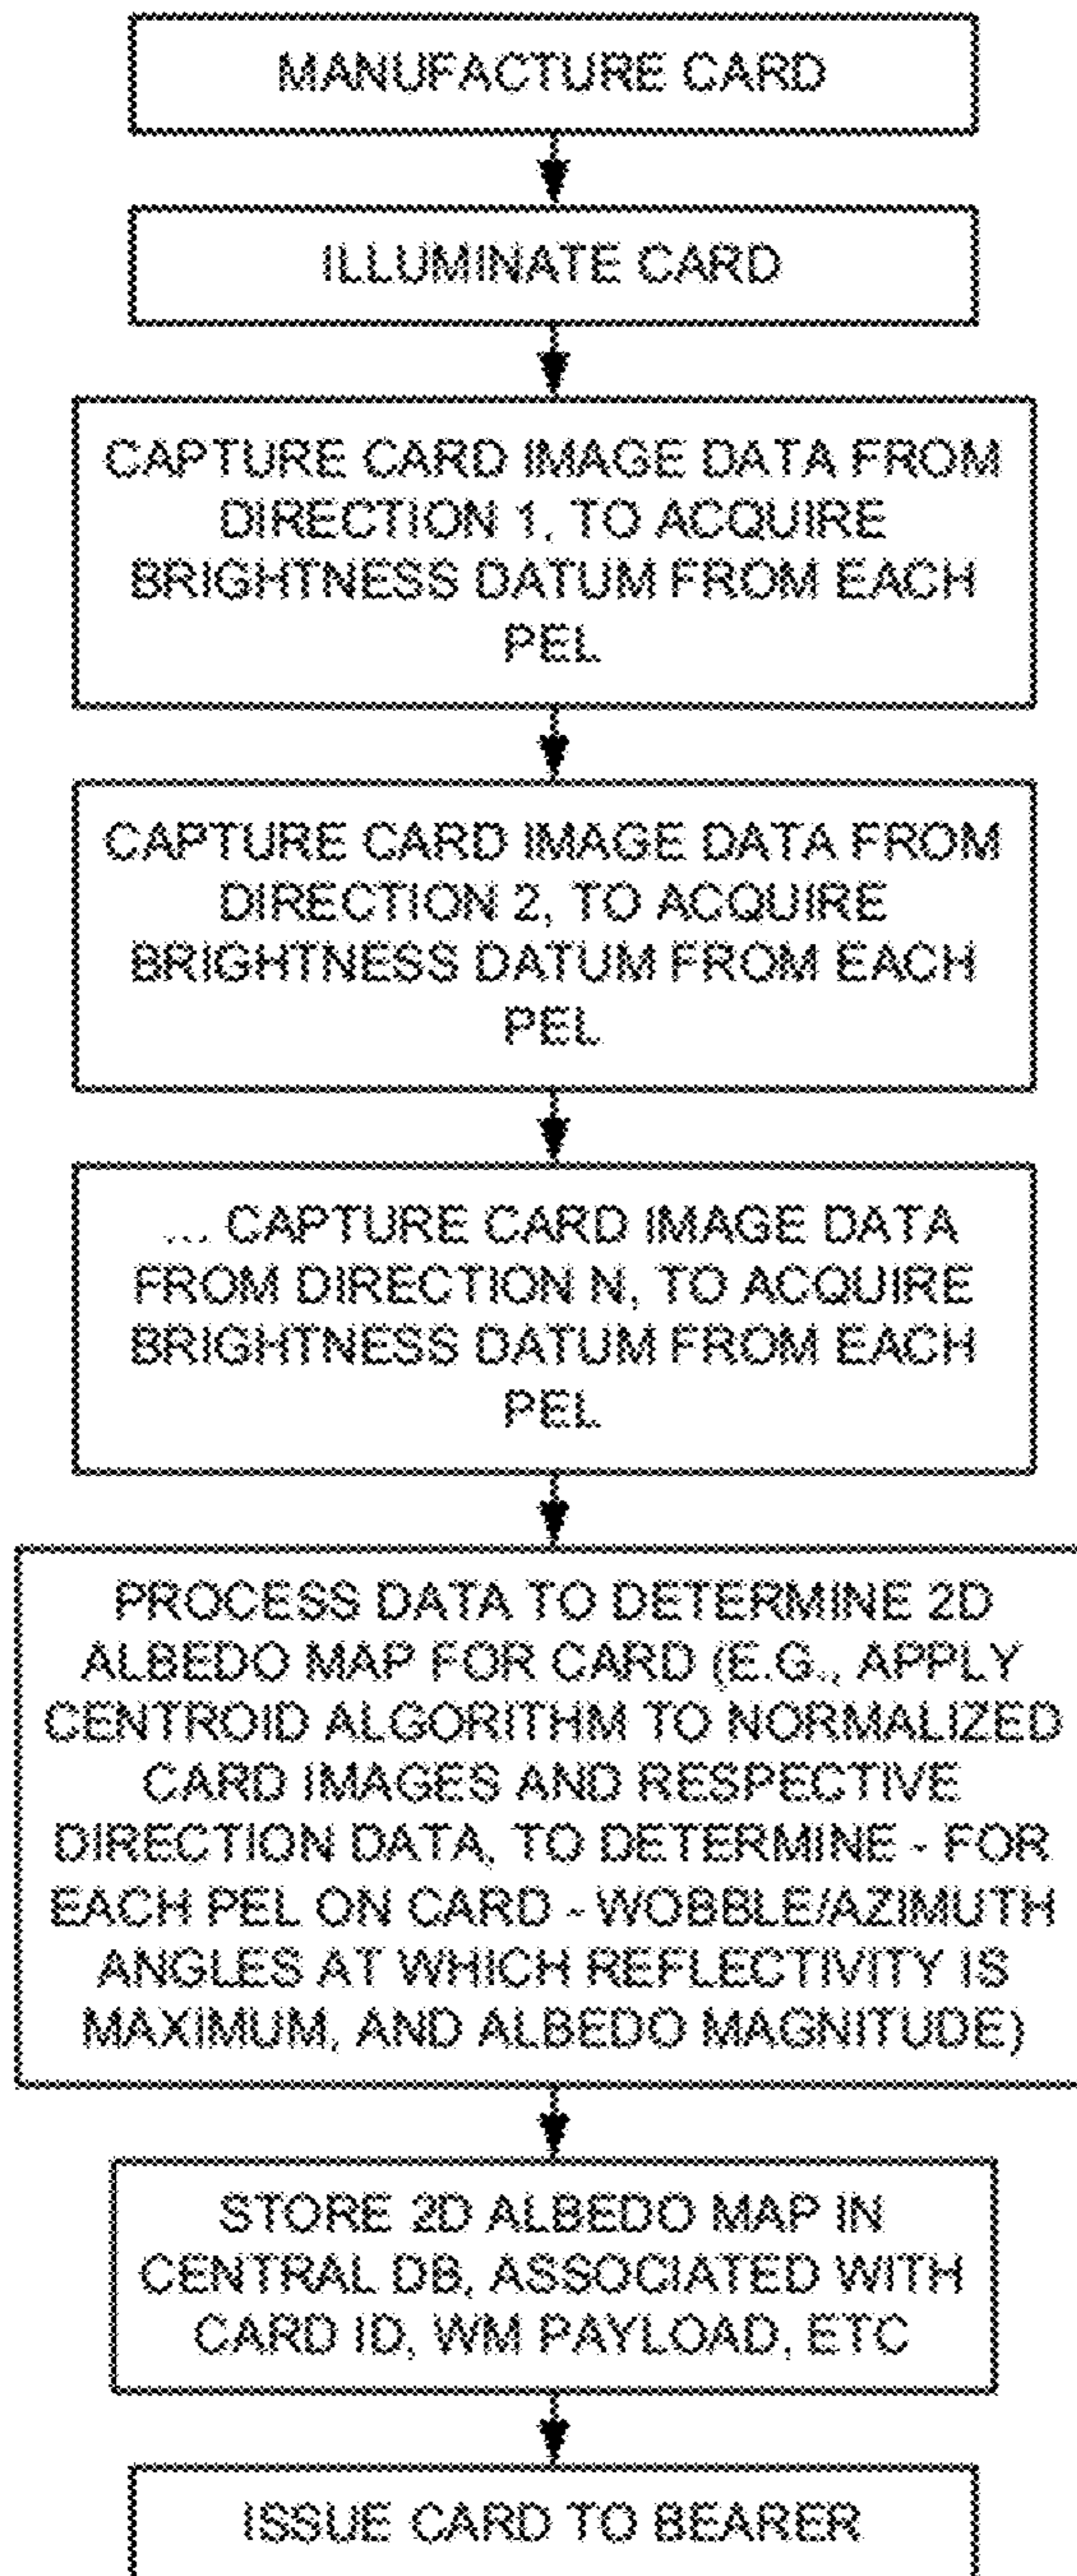 MANUFACTURE CARD
ILLUMINATE CARD
CAPTURE CARD IMAGE DATA FROM
DIRECTION 1, TO ACQUIRE
BRIGHTNESS DATUM FROM EACH
PEL
CAPTURE CARD IMAGE DATA FROM
DIRECTION 2, TO ACQUIRE
BRIGHTNESS DATUM FROM EACH
PEL
... CAPTURE CARD IMAGE DATA
FROM DIRECTION N, TO ACQUIRE
BRIGHTNESS DATUM FROM EACH
PEL
PROCESS DATA TO DETERMINE 2D
ALBEDO MAP FOR CARD (E.G., APPLY
CENTROID ALGORITHM TO NORMALIZED
CARD IMAGES AND RESPECTIVE
DIRECTION DATA, TO DETERMINE - FOR
EACH PEL ON CARD - WOBBLE/AZIMUTH
ANGLES AT WHICH REFLECTIVITY IS
MAXIMUM, AND ALBEDO MAGNITUDE)
STORE 2D ALBEDO MAP IN
CENTRAL DB, ASSOCIATED WITH
CARD ID, WM PAYLOAD, ETC
ISSUE CARD TO BEARER